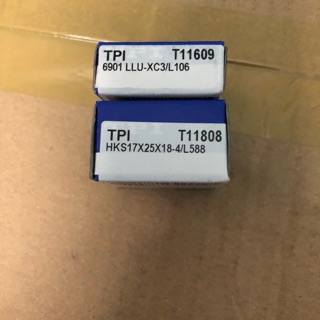 TPI T11609
6901 LLU-XC3/L106
TPI T11808
HKS17X25X18-4/L588